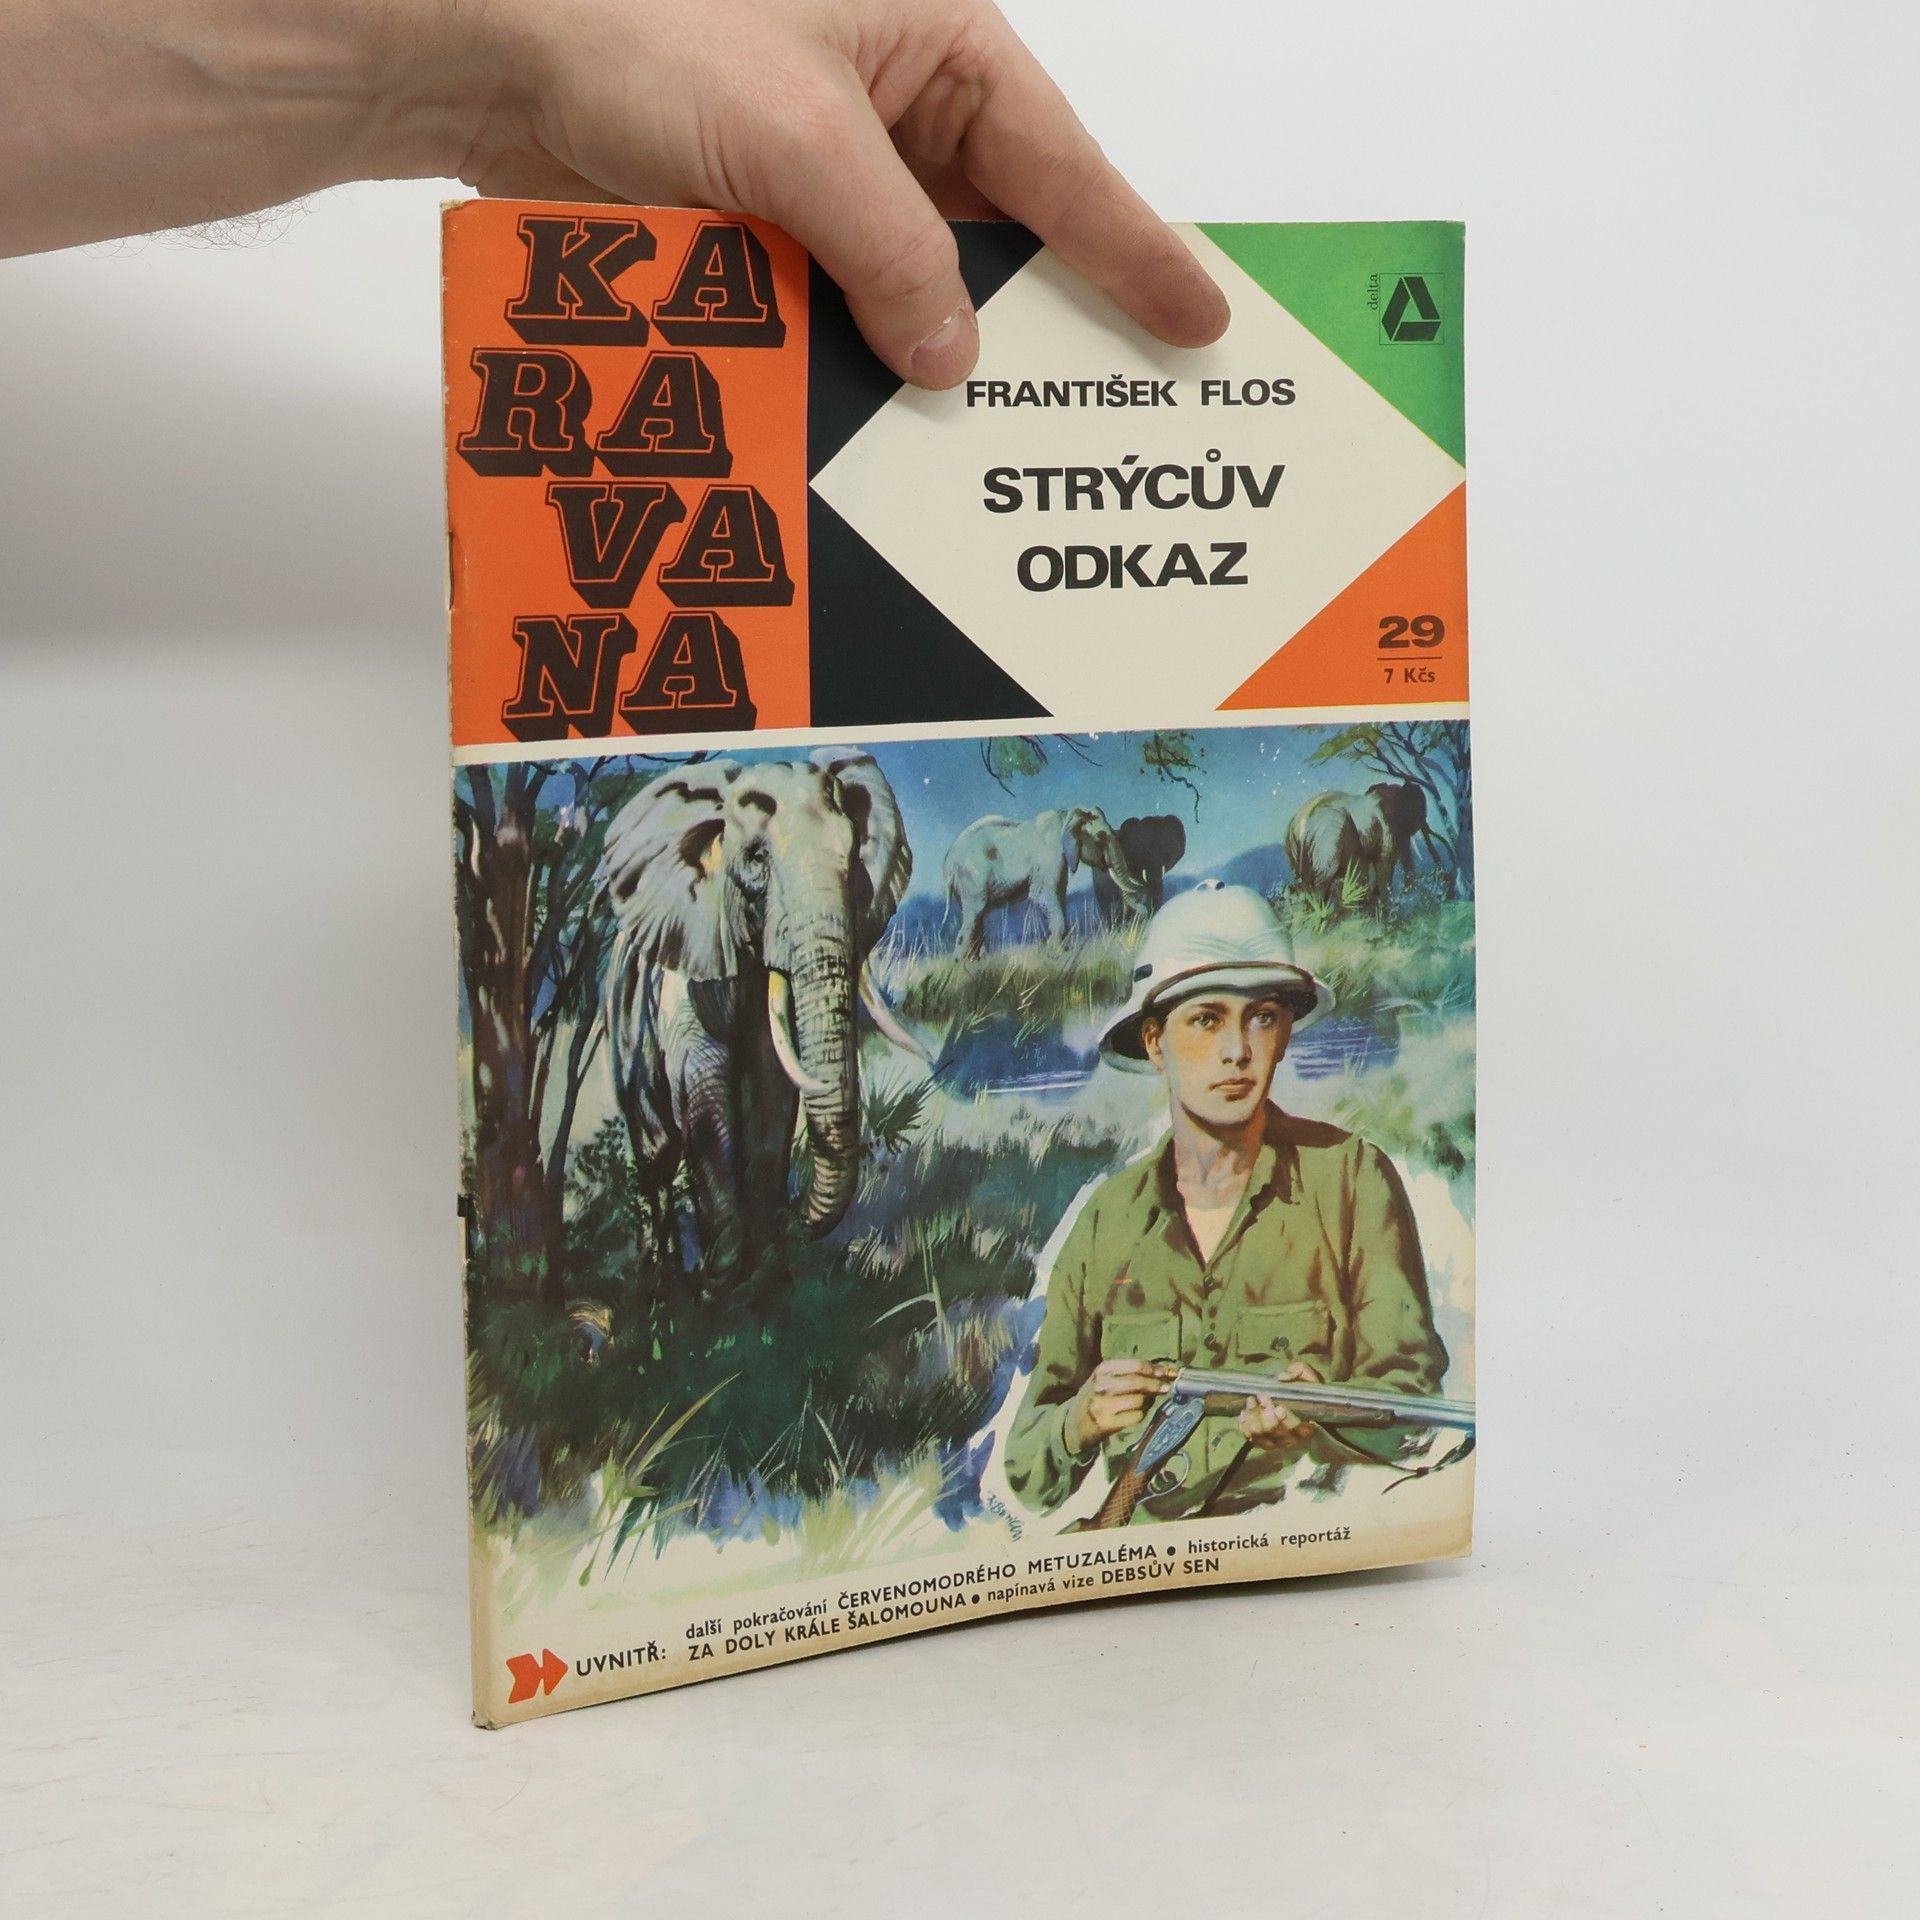 KA
RA
VA
NA
delta
FRANTIŠEK FLOS
STRÝCŮV
ODKAZ
29
7 Kčs
další pokračování ČERVENOMODRÉHO METUZALÉMA • historická reportáž
UVNITŘ: ZA DOLY KRÁLE ŠALOMOUNA • napínavá vize DEBSŮV SEN